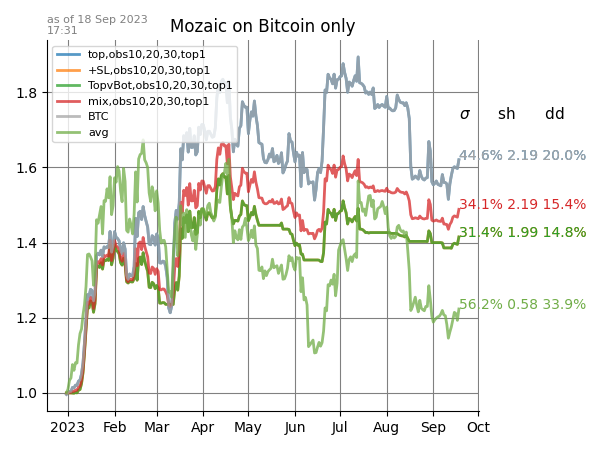 as of 18 Sep 2023
17:31
Mozaic on Bitcoin only
top,obs10,20,30,top1
+SL,obs10,20,30,top1
TopvBot,obs10,20,30,top1
mix,obs10,20,30,top1
BTC
avg
σ sh dd
44.6% 2.19 20.0%
34.1% 2.19 15.4%
31.4% 1.99 14.8%
56.2% 0.58 33.9%
1.8
1.6
1.4
1.2
1.0
2023 Feb Mar Apr May Jun Jul Aug Sep Oct